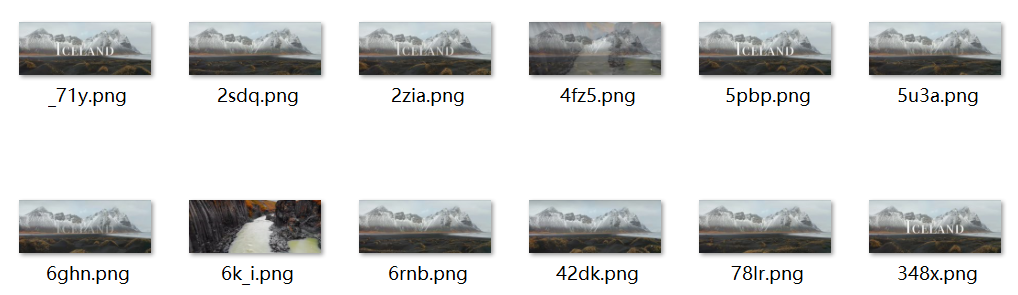 ICELAND
ICELAND
ICELAND
_71y.png
2sdq.png
2zia.png
4fz5.png
5pbp.png
5u3a.png
ICELAND
ICELAND
6ghn.png
6k_i.png
6rnb.png
42dk.png
78lr.png
348x.png